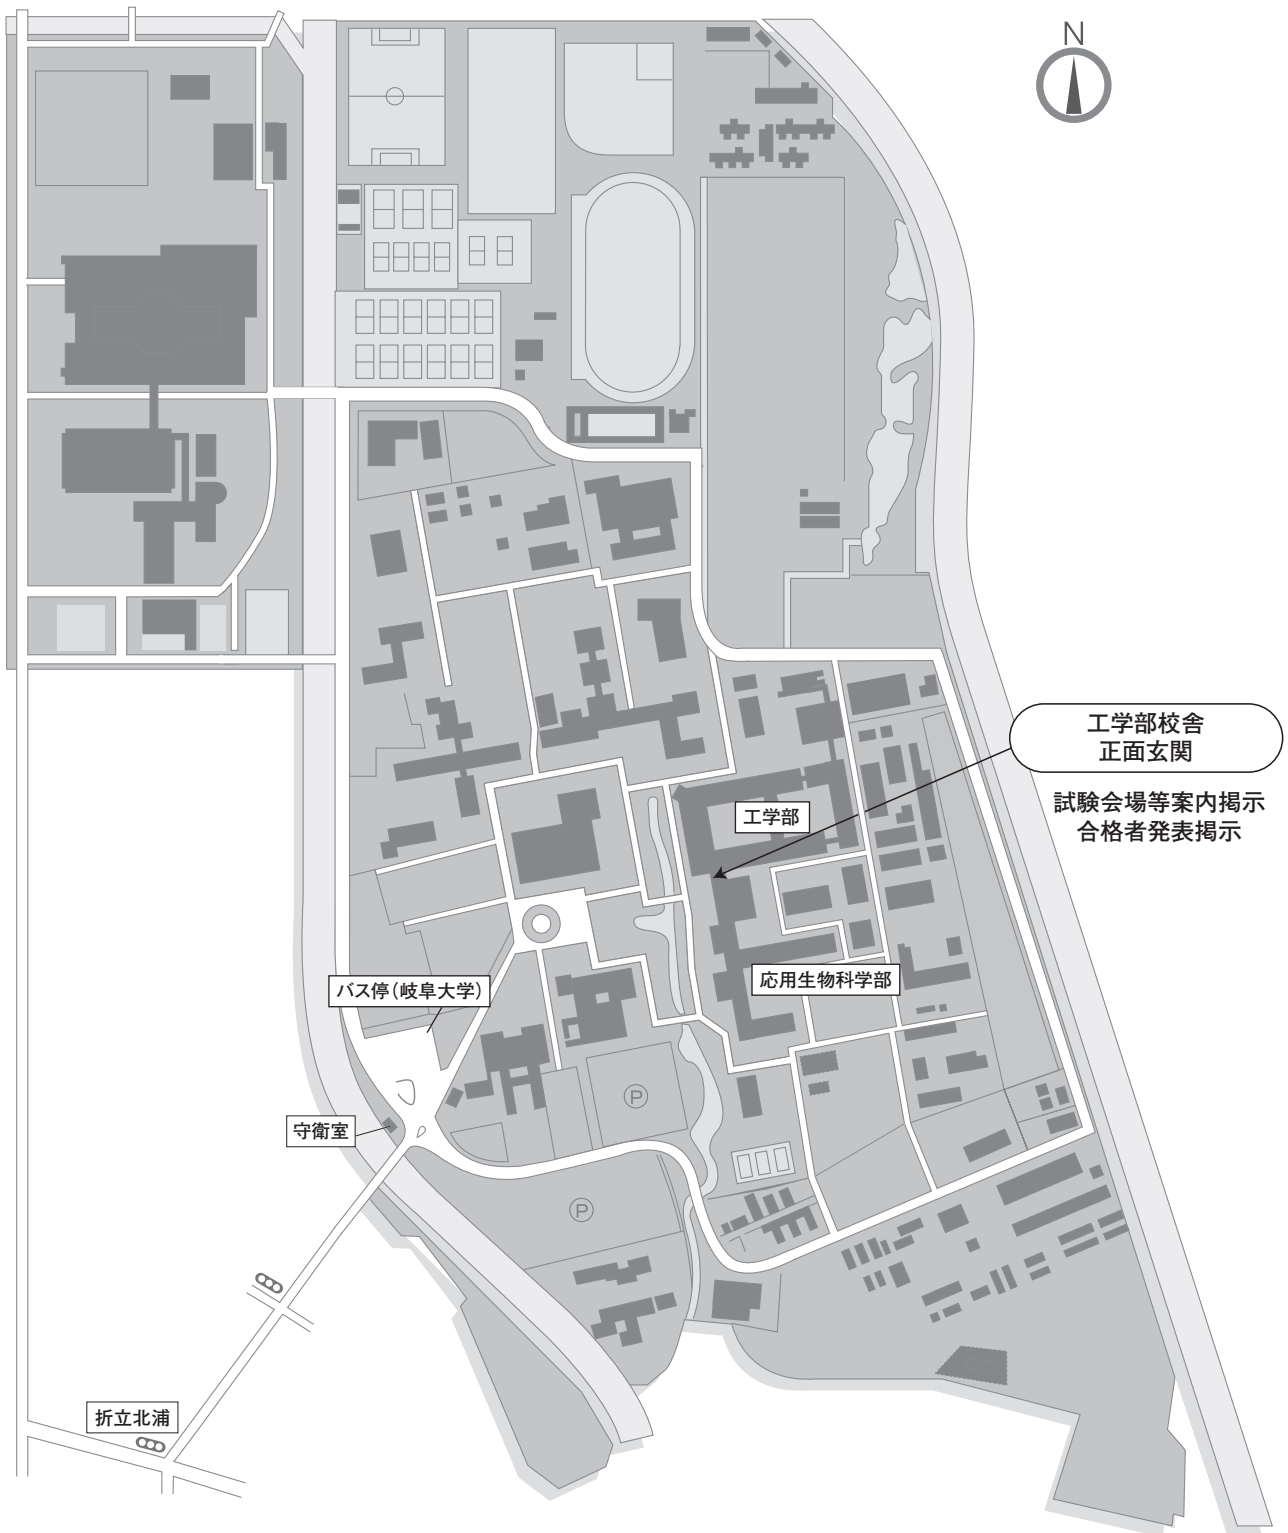 N
工学部校舎
正面玄関
試験会場等案内掲示
合格者発表掲示
工学部
応用生物科学部
バス停（岐阜大学）
P
守衛室
P
折立北浦